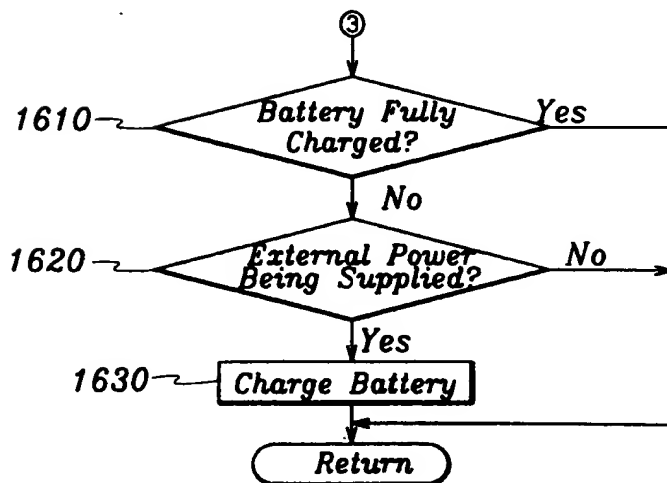 ③
1610
Battery Fully
Charged?
Yes
No
1620
External Power
Being Supplied?
No
Yes
1630
Charge Battery
Return